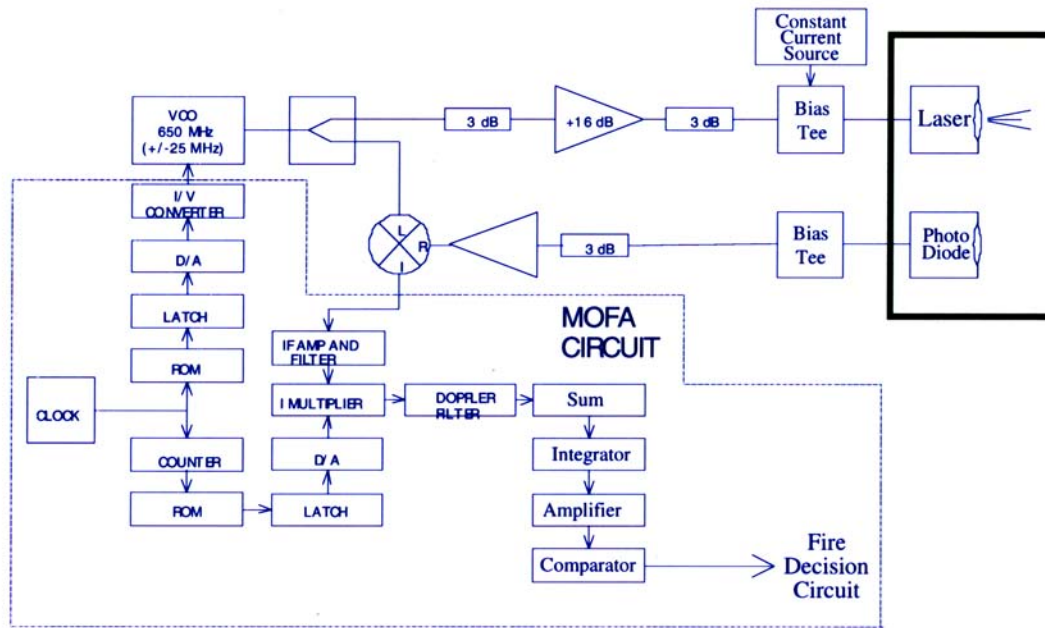 Constant
Current
Source
VCO
650 MHz
(+/-25 MHz)
3 dB
+16 dB
3 dB
Bias
Tee
Laser
I/V
CONVERTER
L
R
I
3 dB
Bias
Tee
Photo
Diode
D/A
LATCH
ROM
MOFA
CIRCUIT
IF AMP AND
FILTER
CLOCK
I MULTIPLIER
DOPPLER
FILTER
Sum
COUNTER
D/A
Integrator
ROM
LATCH
Amplifier
Comparator
Fire
Decision
Circuit